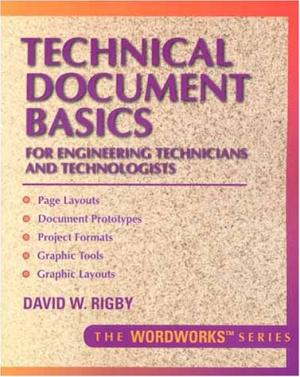 TECHNICAL
DOCUMENT
BASICS
FOR ENGINEERING TECHNICIANS
AND TECHNOLOGISTS
Page Layouts
Document Prototypes
Project Formats
Graphic Tools
Graphic Layouts
DAVID W. RIGBY
THE WORDWORKS™ SERIES